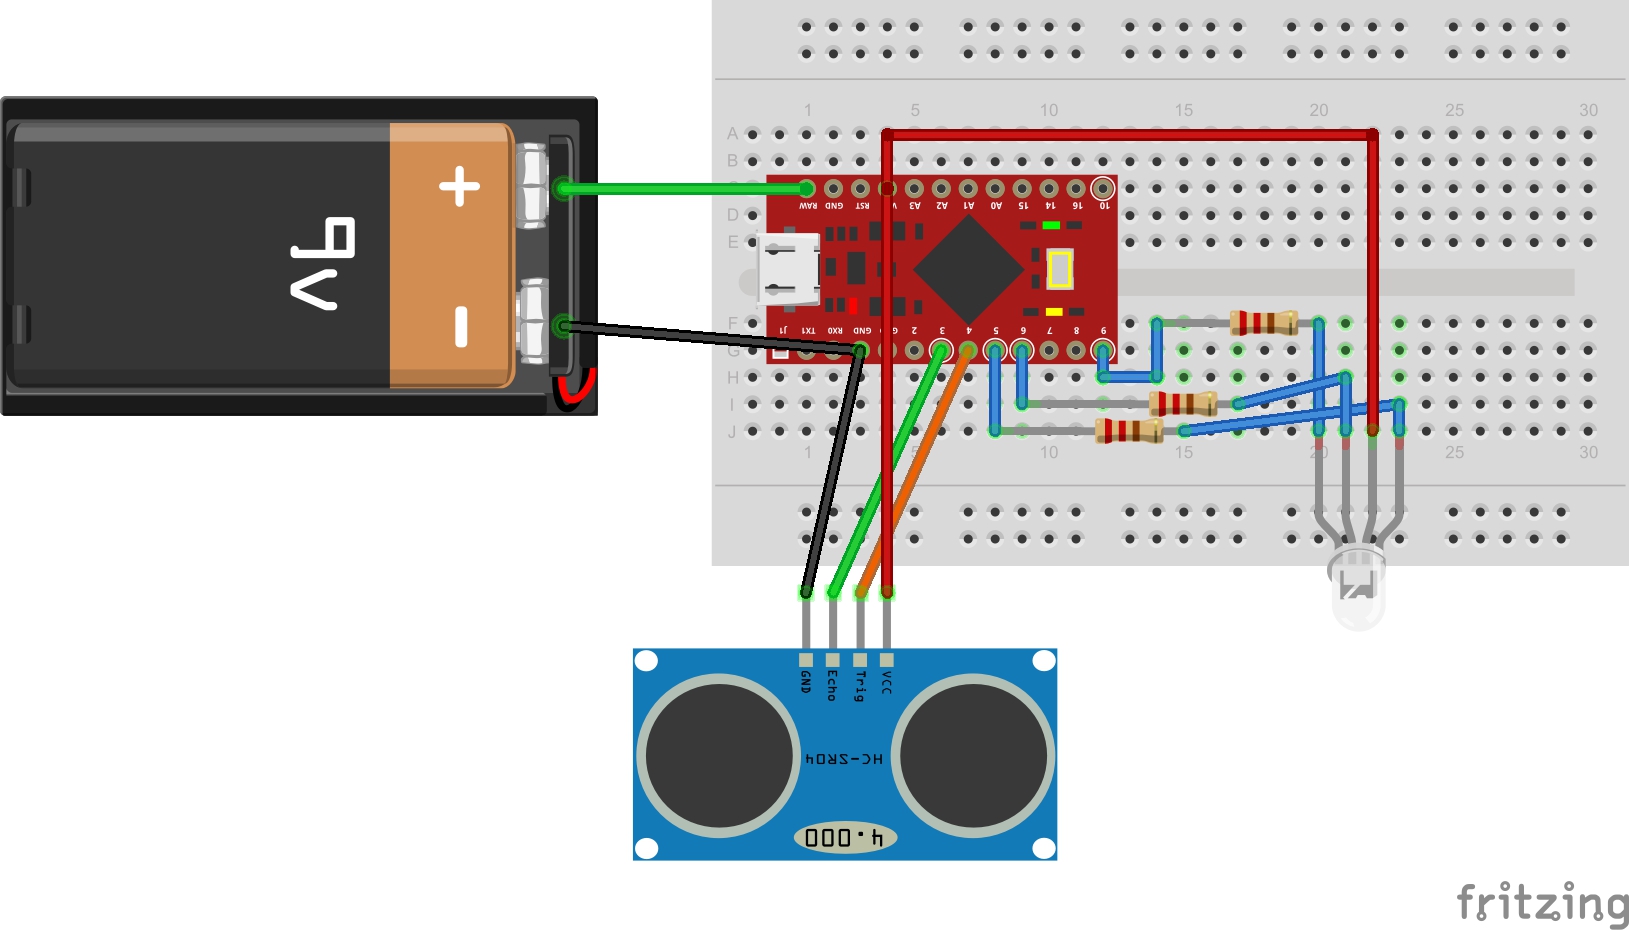 1 5 10 15 20 25 30
A
B
D
E
F
G
H
I
J
+
9V
-
RAW GND RST V A3 A2 A1 A0 15 14 16 10
J1 TX1 RX0 GND G 2 3 4 5 6 7 8 9
1 10 15 20 25 30
GND Echo Trig VCC
HC-SR04
4.000
fritzing